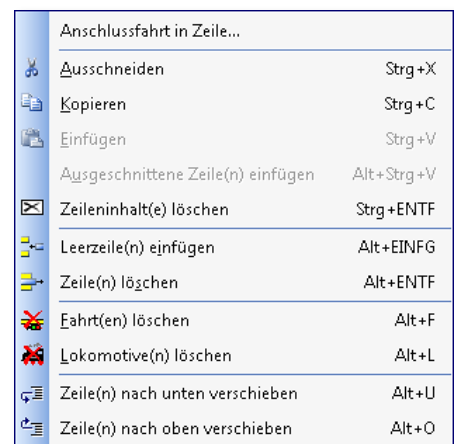 Anschlussfahrt in Zeile...
Ausschneiden Strg+X
Kopieren Strg+C
Einfügen Strg+V
Ausgeschnittene Zeile(n) einfügen Alt+Strg+V
Zeileninhalt(e) löschen Strg+ENTF
Leerzeile(n) einfügen Alt+EINFG
Zeile(n) löschen Alt+ENTF
Fahrt(en) löschen Alt+F
Lokomotive(n) löschen Alt+L
Zeile(n) nach unten verschieben Alt+U
Zeile(n) nach oben verschieben Alt+O